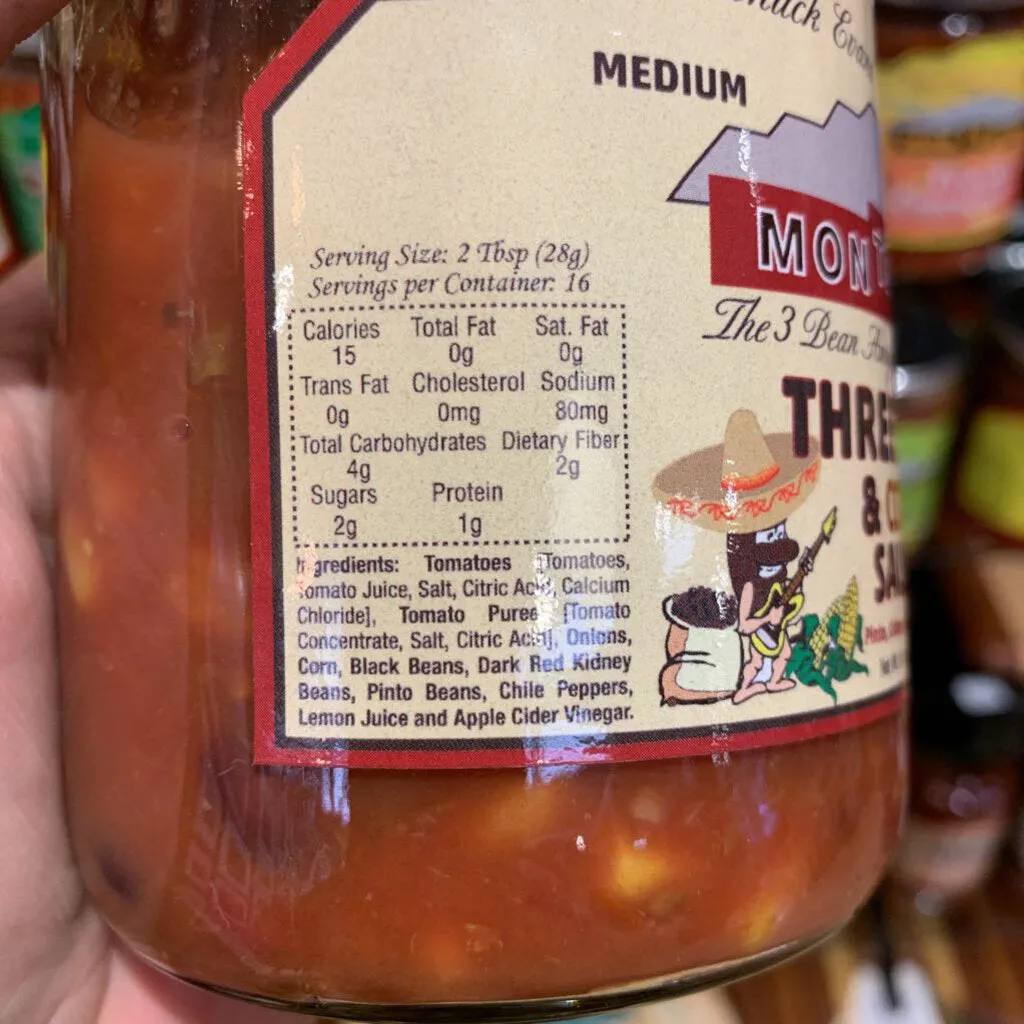 MEDIUM
MON
The 3 Bean
THREE
&
Serving Size: 2 Tbsp (28g)
Servings per Container: 16
Calories Total Fat Sat. Fat
15 0g 0g
Trans Fat Cholesterol Sodium
0g 0mg 80mg
Total Carbohydrates Dietary Fiber
4g 2g
Sugars Protein
2g 1g
Ingredients: Tomatoes [Tomatoes,
Tomato Juice, Salt, Citric Acid, Calcium
Chloride], Tomato Puree [Tomato
Concentrate, Salt, Citric Acid], Onions,
Corn, Black Beans, Dark Red Kidney
Beans, Pinto Beans, Chile Peppers,
Lemon Juice and Apple Cider Vinegar.